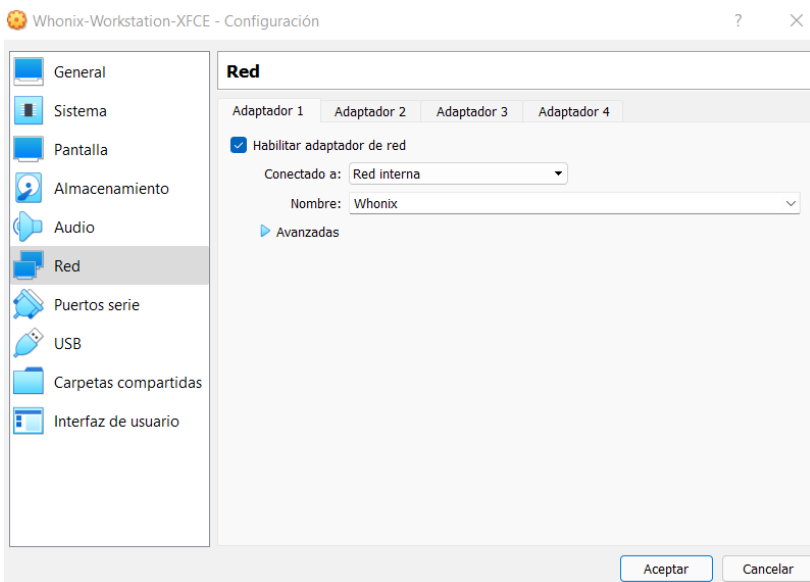 Whonix-Workstation-XFCE - Configuración
?
General
Sistema
Pantalla
Almacenamiento
Audio
Red
Puertos serie
USB
Carpetas compartidas
Interfaz de usuario
Red
Adaptador 1 Adaptador 2 Adaptador 3 Adaptador 4
Habilitar adaptador de red
Conectado a: Red interna
Nombre: Whonix
Avanzadas
Aceptar Cancelar